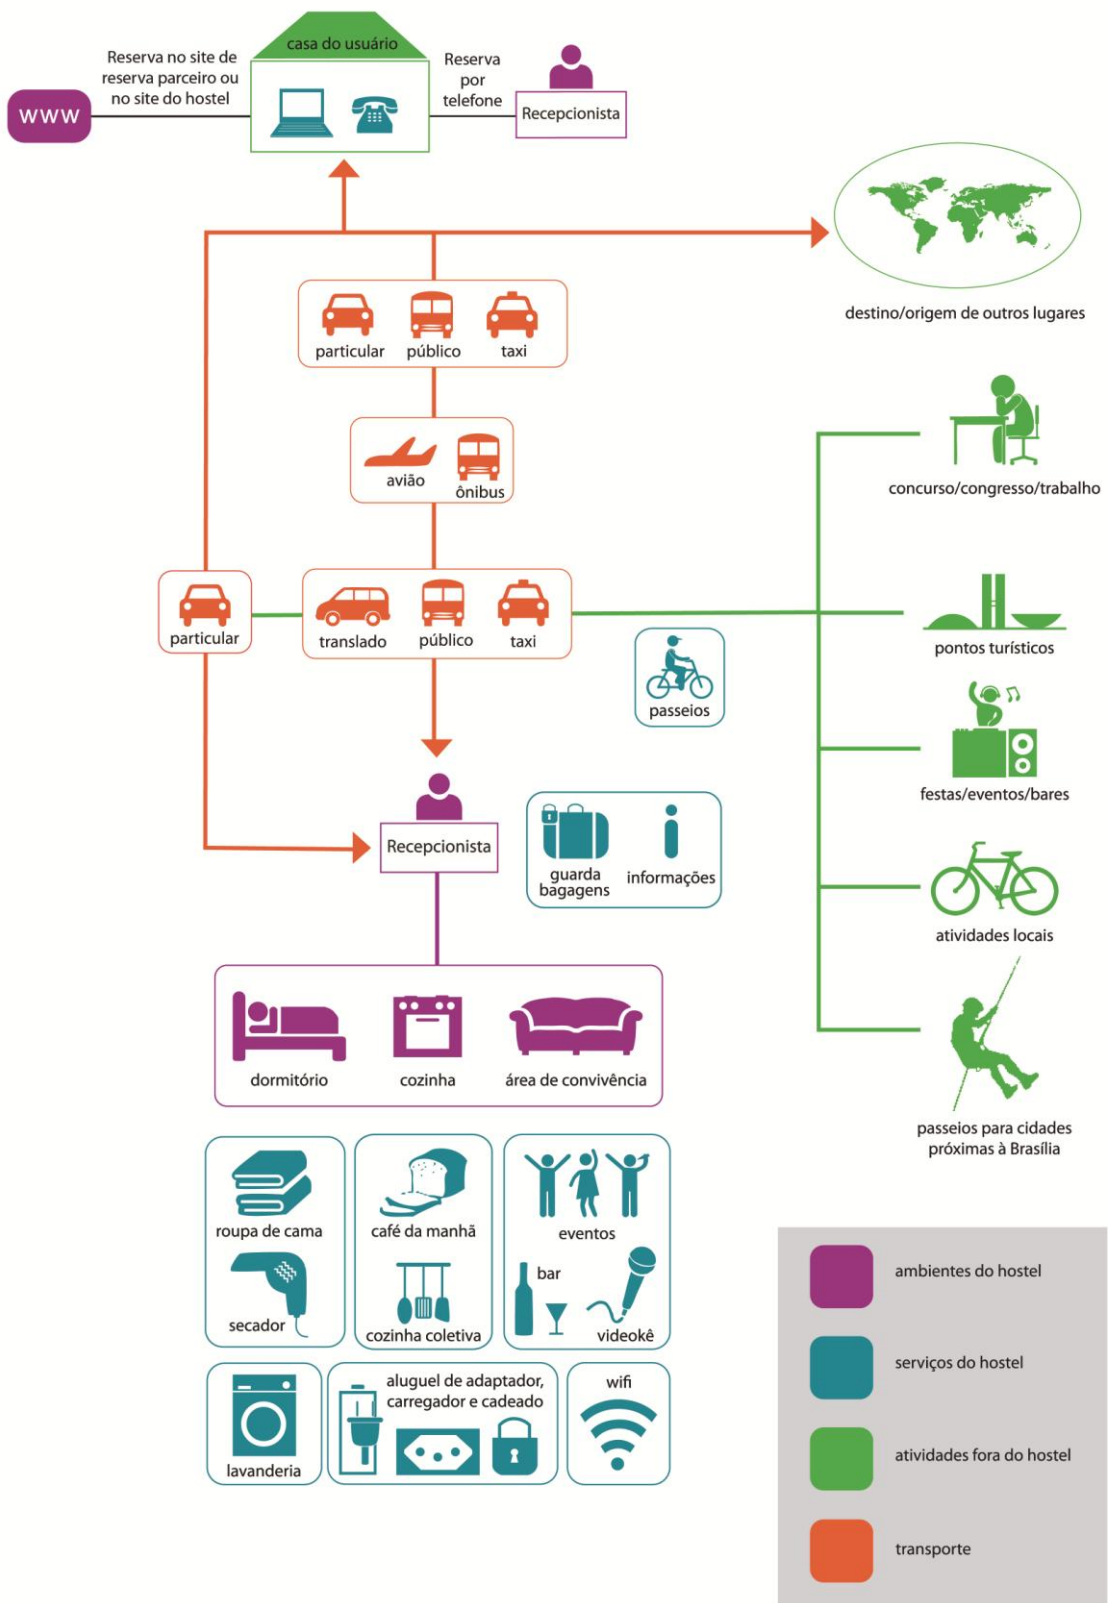 casa do usuário
Reserva no site de
reserva parceiro ou
no site do hostel
Reserva
por
telefone
www
Recepcionista
destino/origem de outros lugares
particular
público
taxi
avião
ônibus
concurso/congresso/trabalho
particular
translado
público
taxi
passeios
pontos turísticos
festas/eventos/bares
Recepcionista
guarda
bagagens
informações
atividades locais
dormitório
cozinha
área de convivência
passeios para cidades
próximas à Brasília
roupa de cama
secador
café da manhã
cozinha coletiva
eventos
bar
videokê
lavanderia
aluguel de adaptador,
carregador e cadeado
wifi
ambientes do hostel
serviços do hostel
atividades fora do hostel
transporte